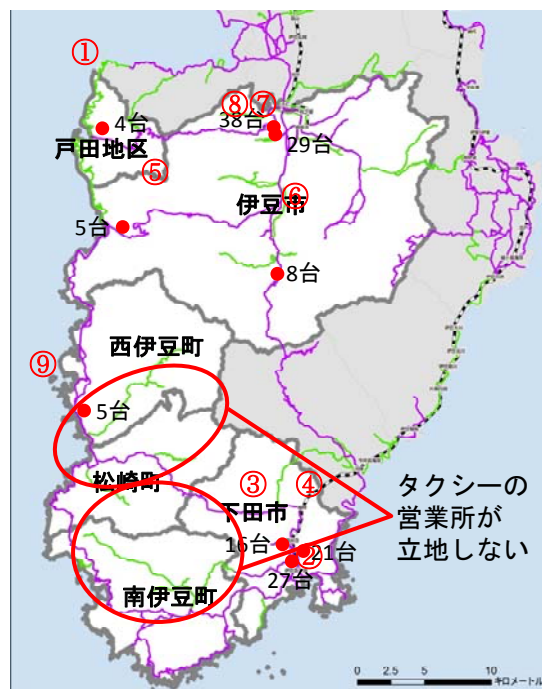 ①
⑧⑦
4台
38台
戸田地区
29台
⑤
⑥
伊豆市
5台
8台
西伊豆町
⑨
5台
松崎町
③
④
下田市
タクシーの
営業所が
立地しない
16台
21台
②
27台
南伊豆町
0 2.5 5 10
キロメートル